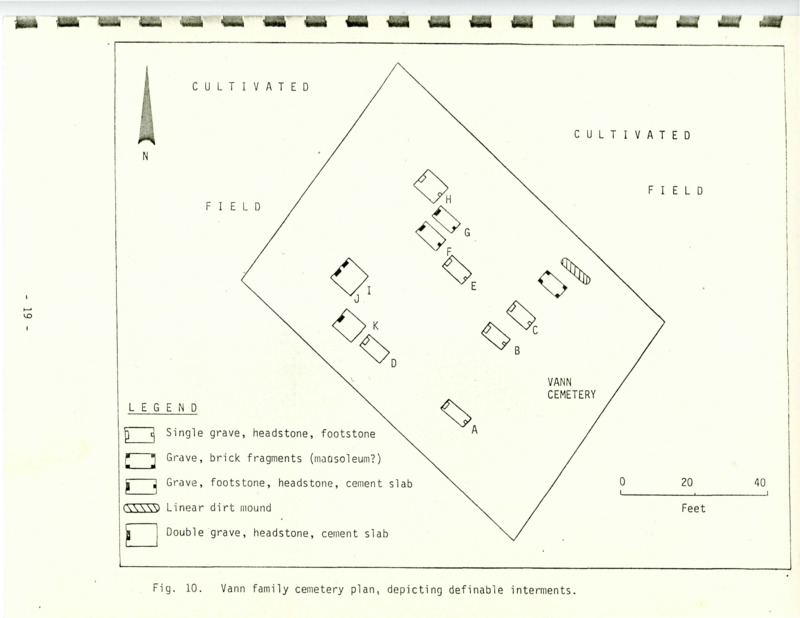 CULTIVATED
CULTIVATED
N
FIELD
FIELD
H
G
F
E
I
J
C
K
B
D
- 19 -
VANN
CEMETERY
A
LEGEND
Single grave, headstone, footstone
Grave, brick fragments (mausoleum?)
Grave, footstone, headstone, cement slab
Linear dirt mound
Double grave, headstone, cement slab
0 20 40
Feet
Fig. 10. Vann family cemetery plan, depicting definable interments.